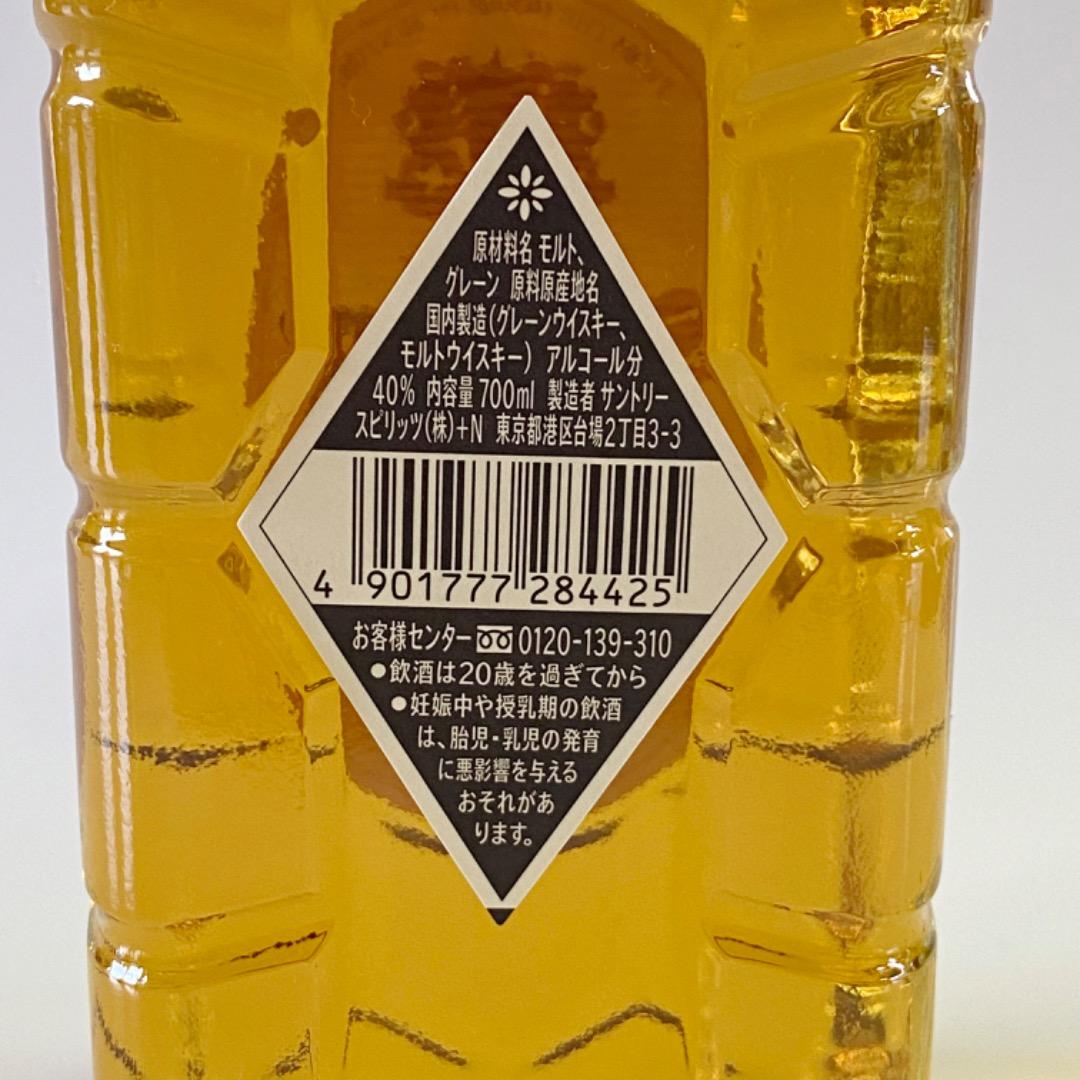 原材料名 モルト、
グレーン 原料原産地名
国内製造(グレーンウイスキー、
モルトウイスキー) アルコール分
40% 内容量 700ml 製造者 サントリー
スピリッツ(株)+N 東京都港区台場2丁目3-3
4 901777 284425
お客様センター 0120-139-310
●飲酒は20歳を過ぎてから
●妊娠中や授乳期の飲酒
は、胎児・乳児の発育
に悪影響を与える
おそれがあ
ります。